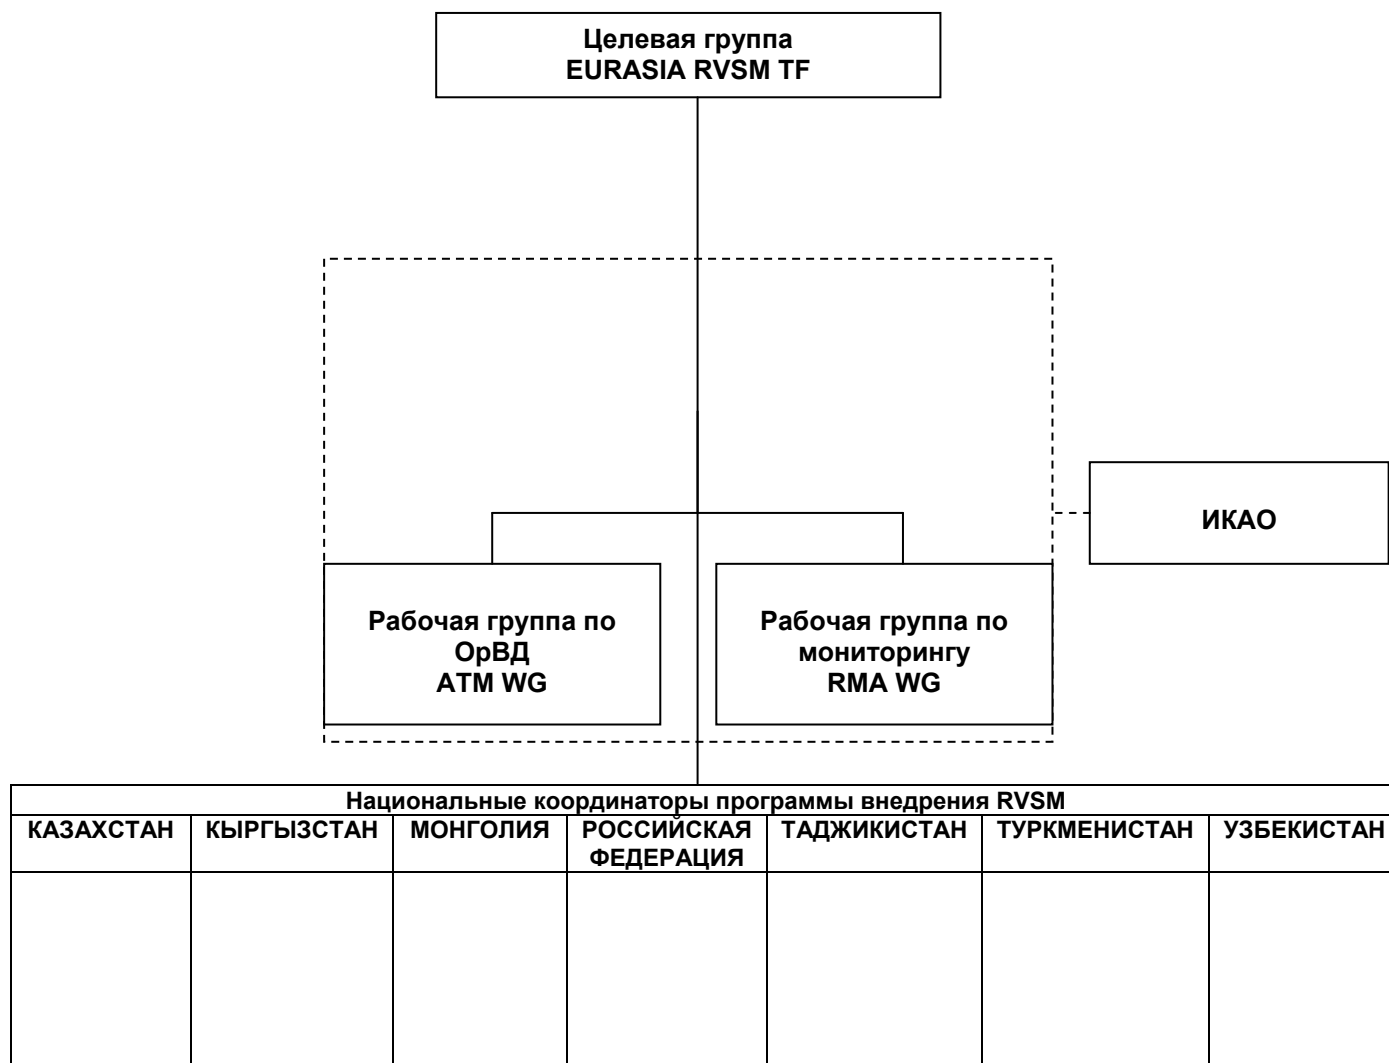 Целевая группа
EURASIA RVSM TF
ИКАО
Рабочая группа по
ОрВД
ATM WG
Рабочая группа по
мониторингу
RMA WG
Национальные координаторы программы внедрения RVSM
КАЗАХСТАН
КЫРГЫЗСТАН
МОНГОЛИЯ
РОССИЙСКАЯ
ФЕДЕРАЦИЯ
ТАДЖИКИСТАН
ТУРКМЕНИСТАН
УЗБЕКИСТАН